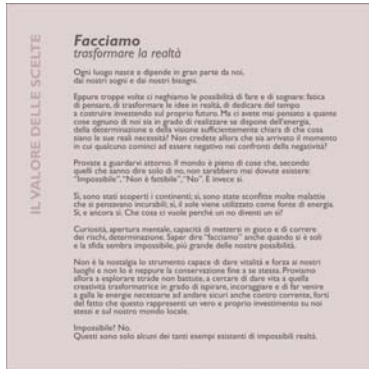 IL VALORE DELLE SCELTE
Facciamo
trasformare la realtà
Ogni luogo nasce e dipende in gran parte da noi,
dai nostri sogni e dai nostri bisogni.
Eppure troppe volte ci neghiamo le possibilità di fare e di sognare: fatica
di pensare, di trasformare le idee in realtà, di dedicare del tempo
a costruire investendo sul proprio futuro. Ma ci avete mai pensato a quante
cose ognuno di noi sia in grado di realizzare se dispone dell'energia,
della determinazione e della visione sufficientemente chiara di che cosa
siano le sue reali necessità? Non credete allora che sia arrivato il momento
in cui qualcuno cominci ad essere negativo nei confronti della negatività?
Provate a guardarvi attorno. Il mondo è pieno di cose che, secondo
quelli che sanno dire solo di no, non sarebbero mai dovute esistere:
"Impossibile", "Non è fattibile", "No". E invece sì.
Sì, sono stati scoperti i continenti; sì, sono state sconfitte molte malattie
che si pensavano incurabili; sì, il sole viene utilizzato come fonte di energia.
Sì, e ancora sì. Che cosa ci vuole perché un no diventi un sì?
Curiosità, apertura mentale, capacità di mettersi in gioco e di correre
dei rischi, determinazione. Saper dire "facciamo" anche quando si è soli
e la sfida sembra impossibile, più grande delle nostre possibilità.
Non è la nostalgia lo strumento capace di dare vitalità e forza ai nostri
luoghi e non lo è neppure la conservazione fine a se stessa. Proviamo
allora a esplorare strade non battute, a cercare di dare vita a quella
creatività trasformatrice in grado di ispirare, incoraggiare e di far venire
a galla le energie necessarie ad andare sicuri anche contro corrente, forti
del fatto che questo rappresenti un vero e proprio investimento su noi
stessi e sul nostro mondo locale.
Impossibile? No.
Questi sono solo alcuni dei tanti esempi esistenti di impossibili realtà.